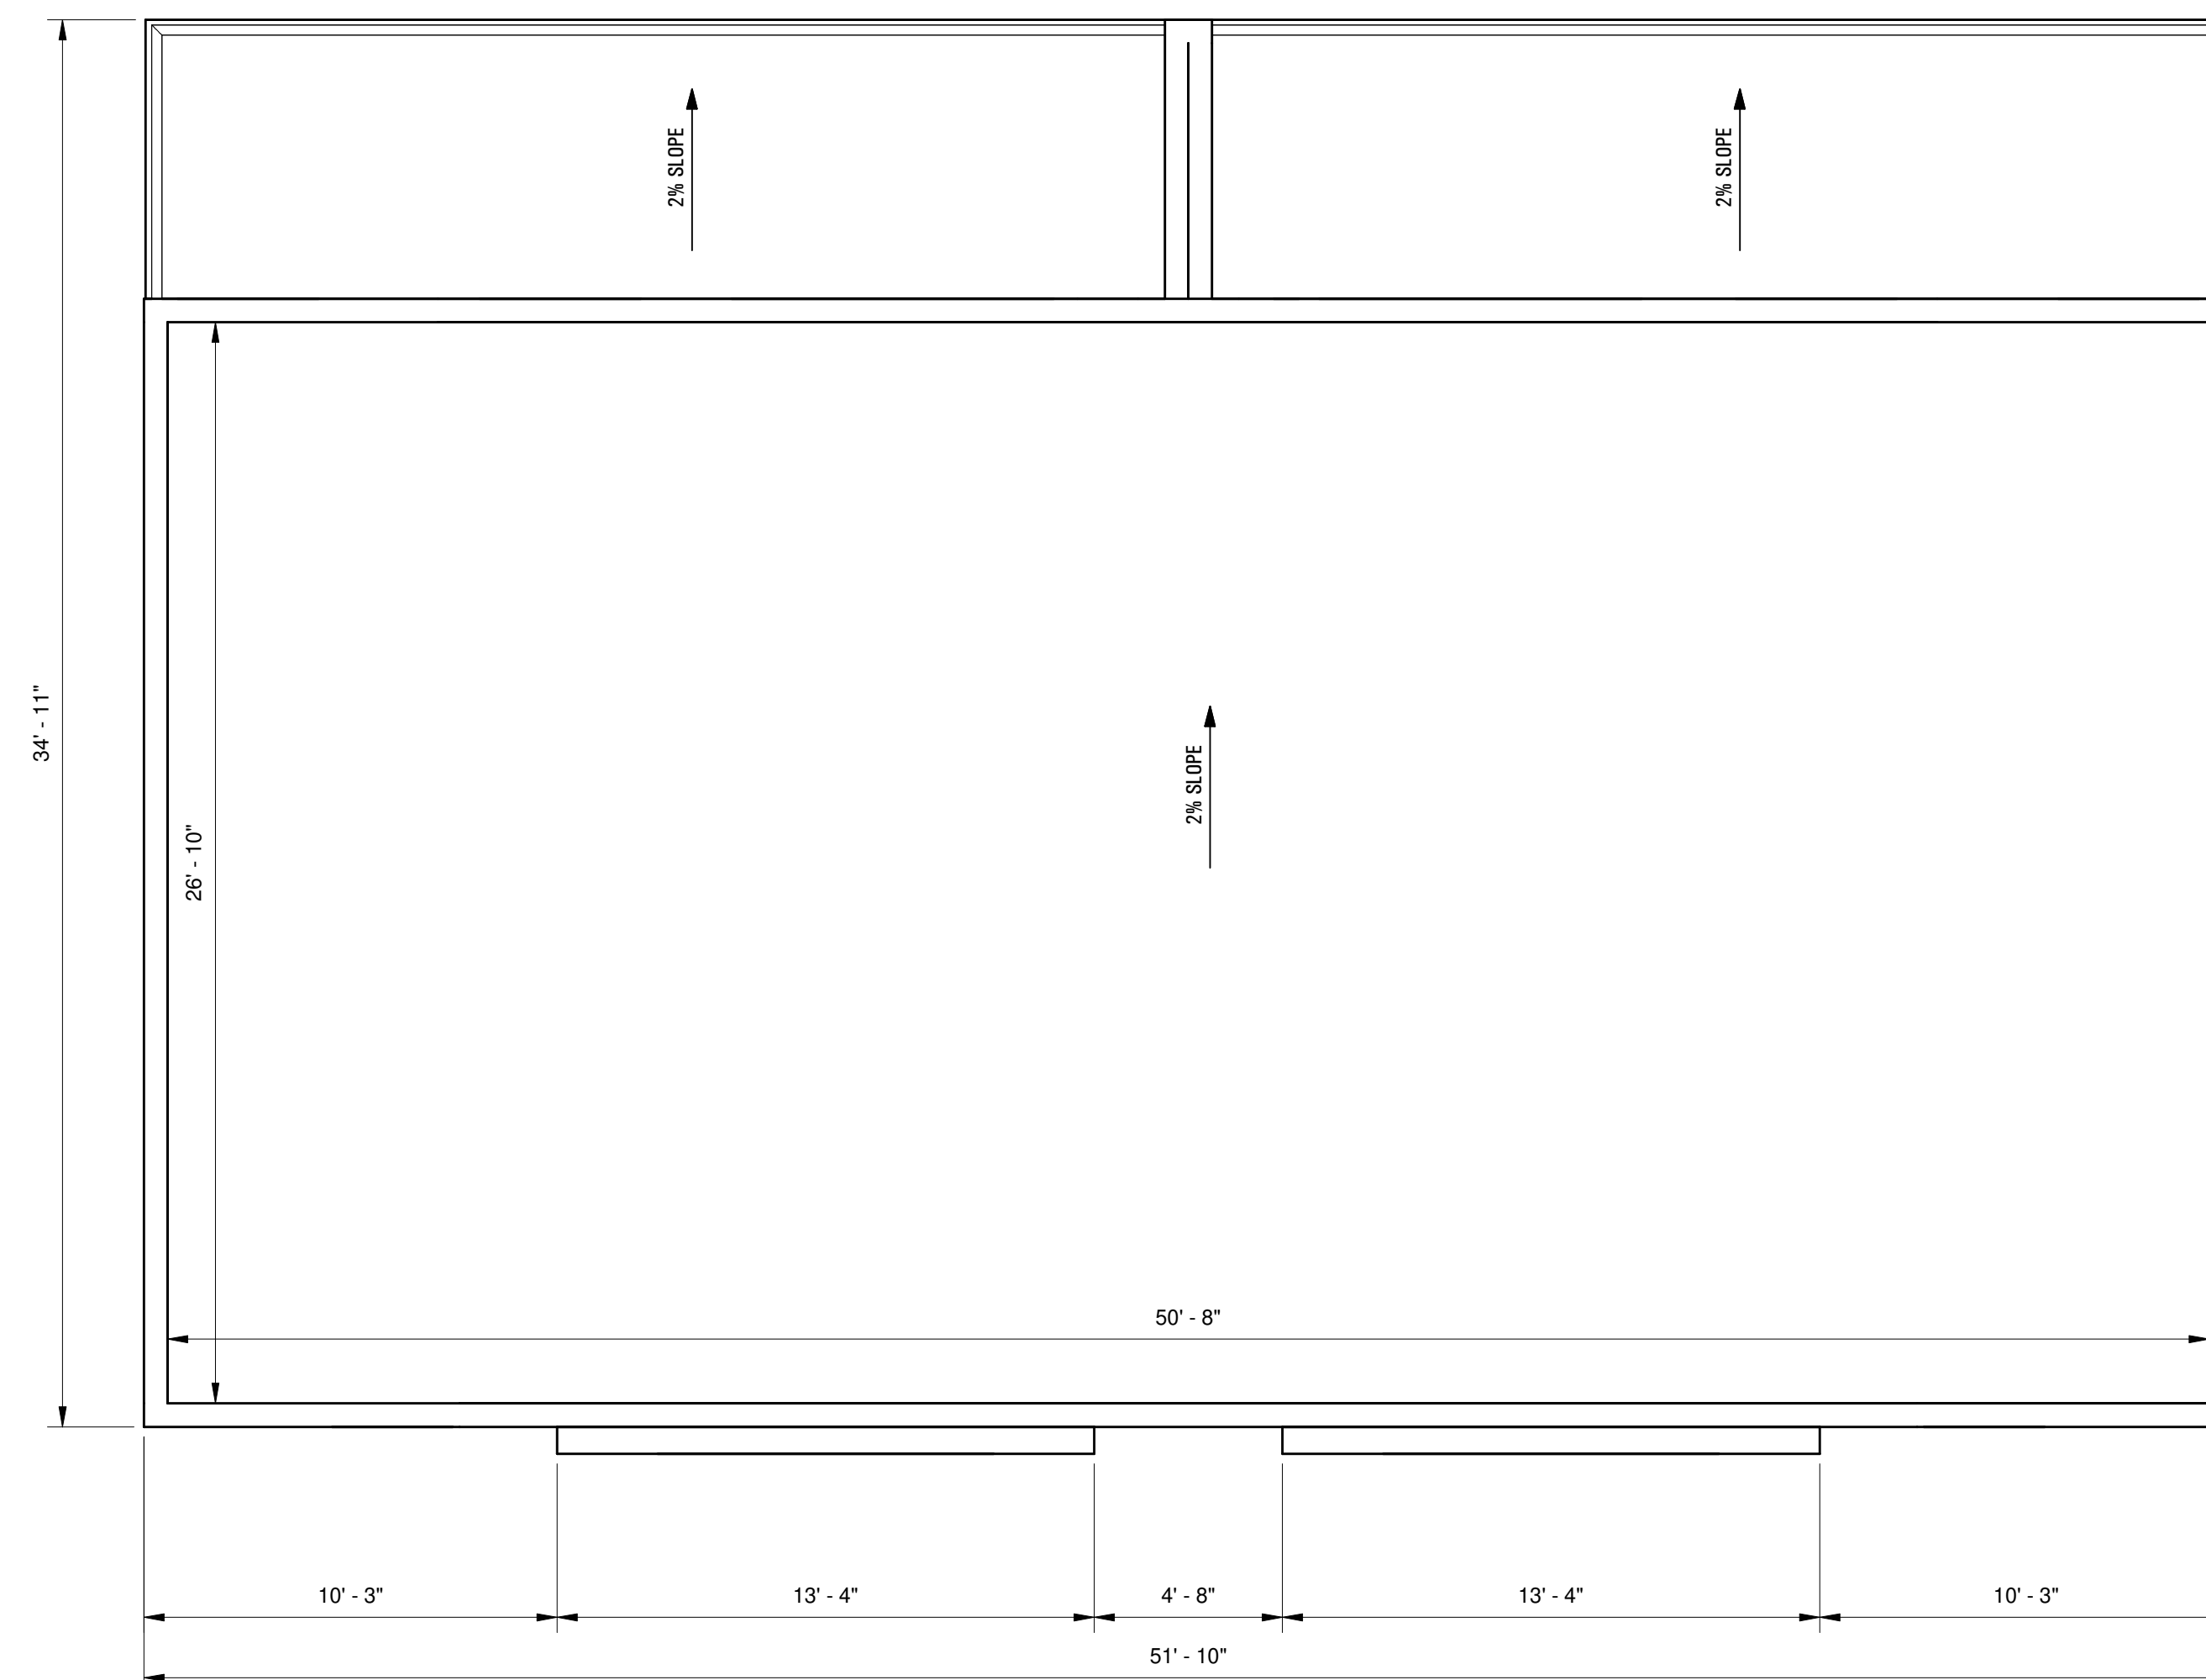 2% SLOPE
2% SLOPE
34' - 11"
26' - 10"
2% SLOPE
50' - 8"
10' - 3"
13' - 4"
4' - 8"
13' - 4"
10' - 3"
51' - 10"